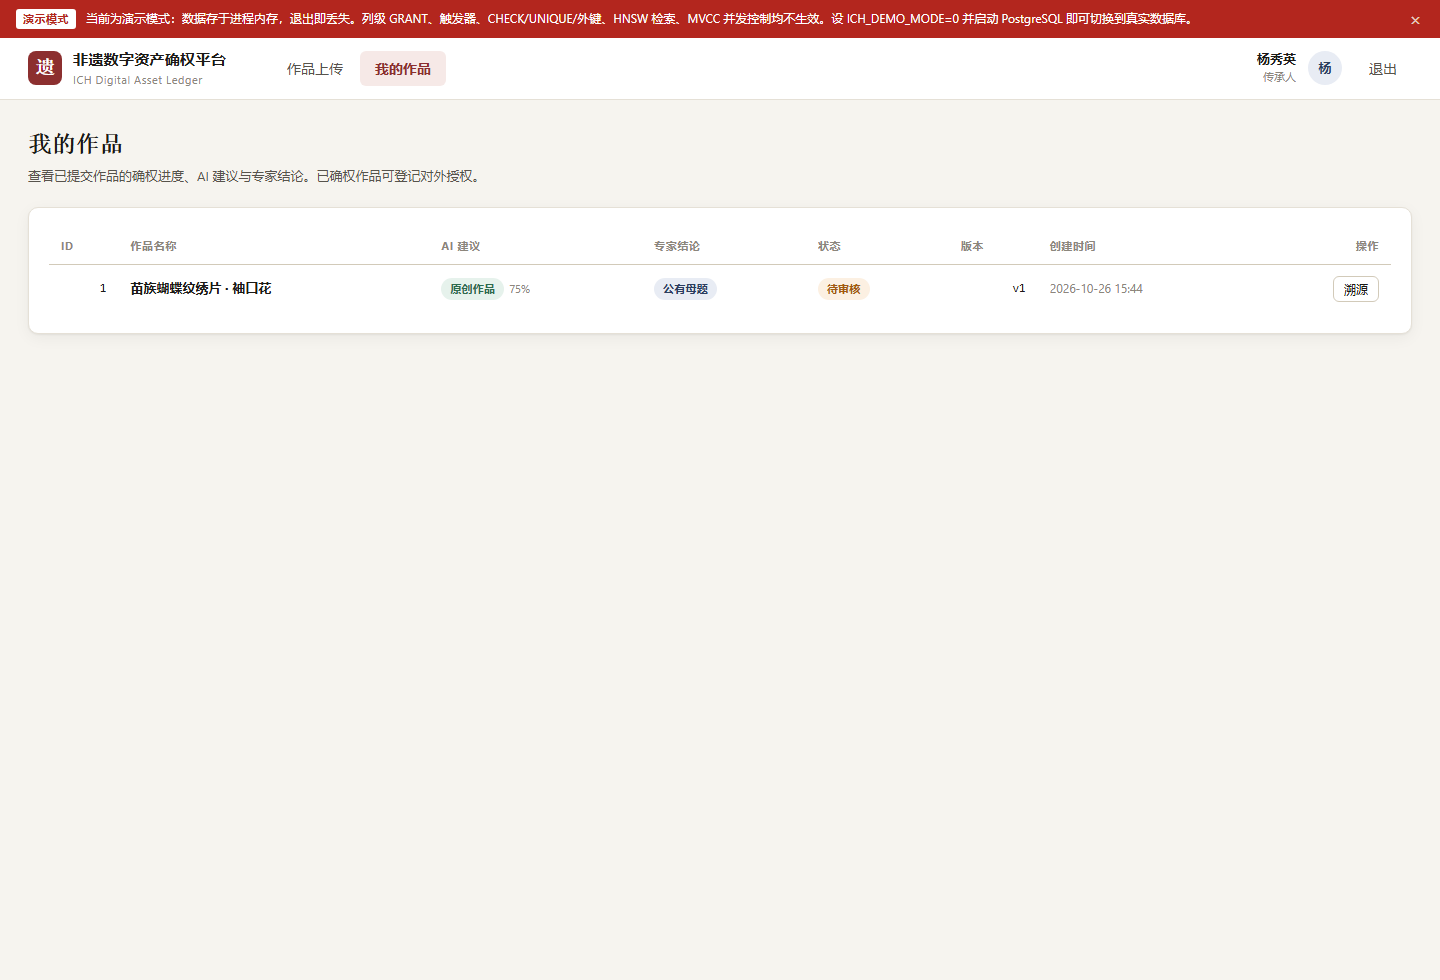 演示模式 当前为演示模式：数据存于进程内存，退出即丢失。列级 GRANT、触发器、CHECK/UNIQUE/外键、HNSW 检索、MVCC 并发控制均不生效。设 ICH_DEMO_MODE=0 并启动 PostgreSQL 即可切换到真实数据库。 ×
遗 非遗数字资产确权平台
ICH Digital Asset Ledger
作品上传 我的作品
杨秀英
传承人
杨 退出
我的作品
查看已提交作品的确权进度、AI 建议与专家结论。已确权作品可登记对外授权。
ID 作品名称 AI 建议 专家结论 状态 版本 创建时间 操作
1 苗族蝴蝶纹绣片 · 袖口花 原创作品 75% 公有母题 待审核 v1 2026-10-26 15:44 溯源